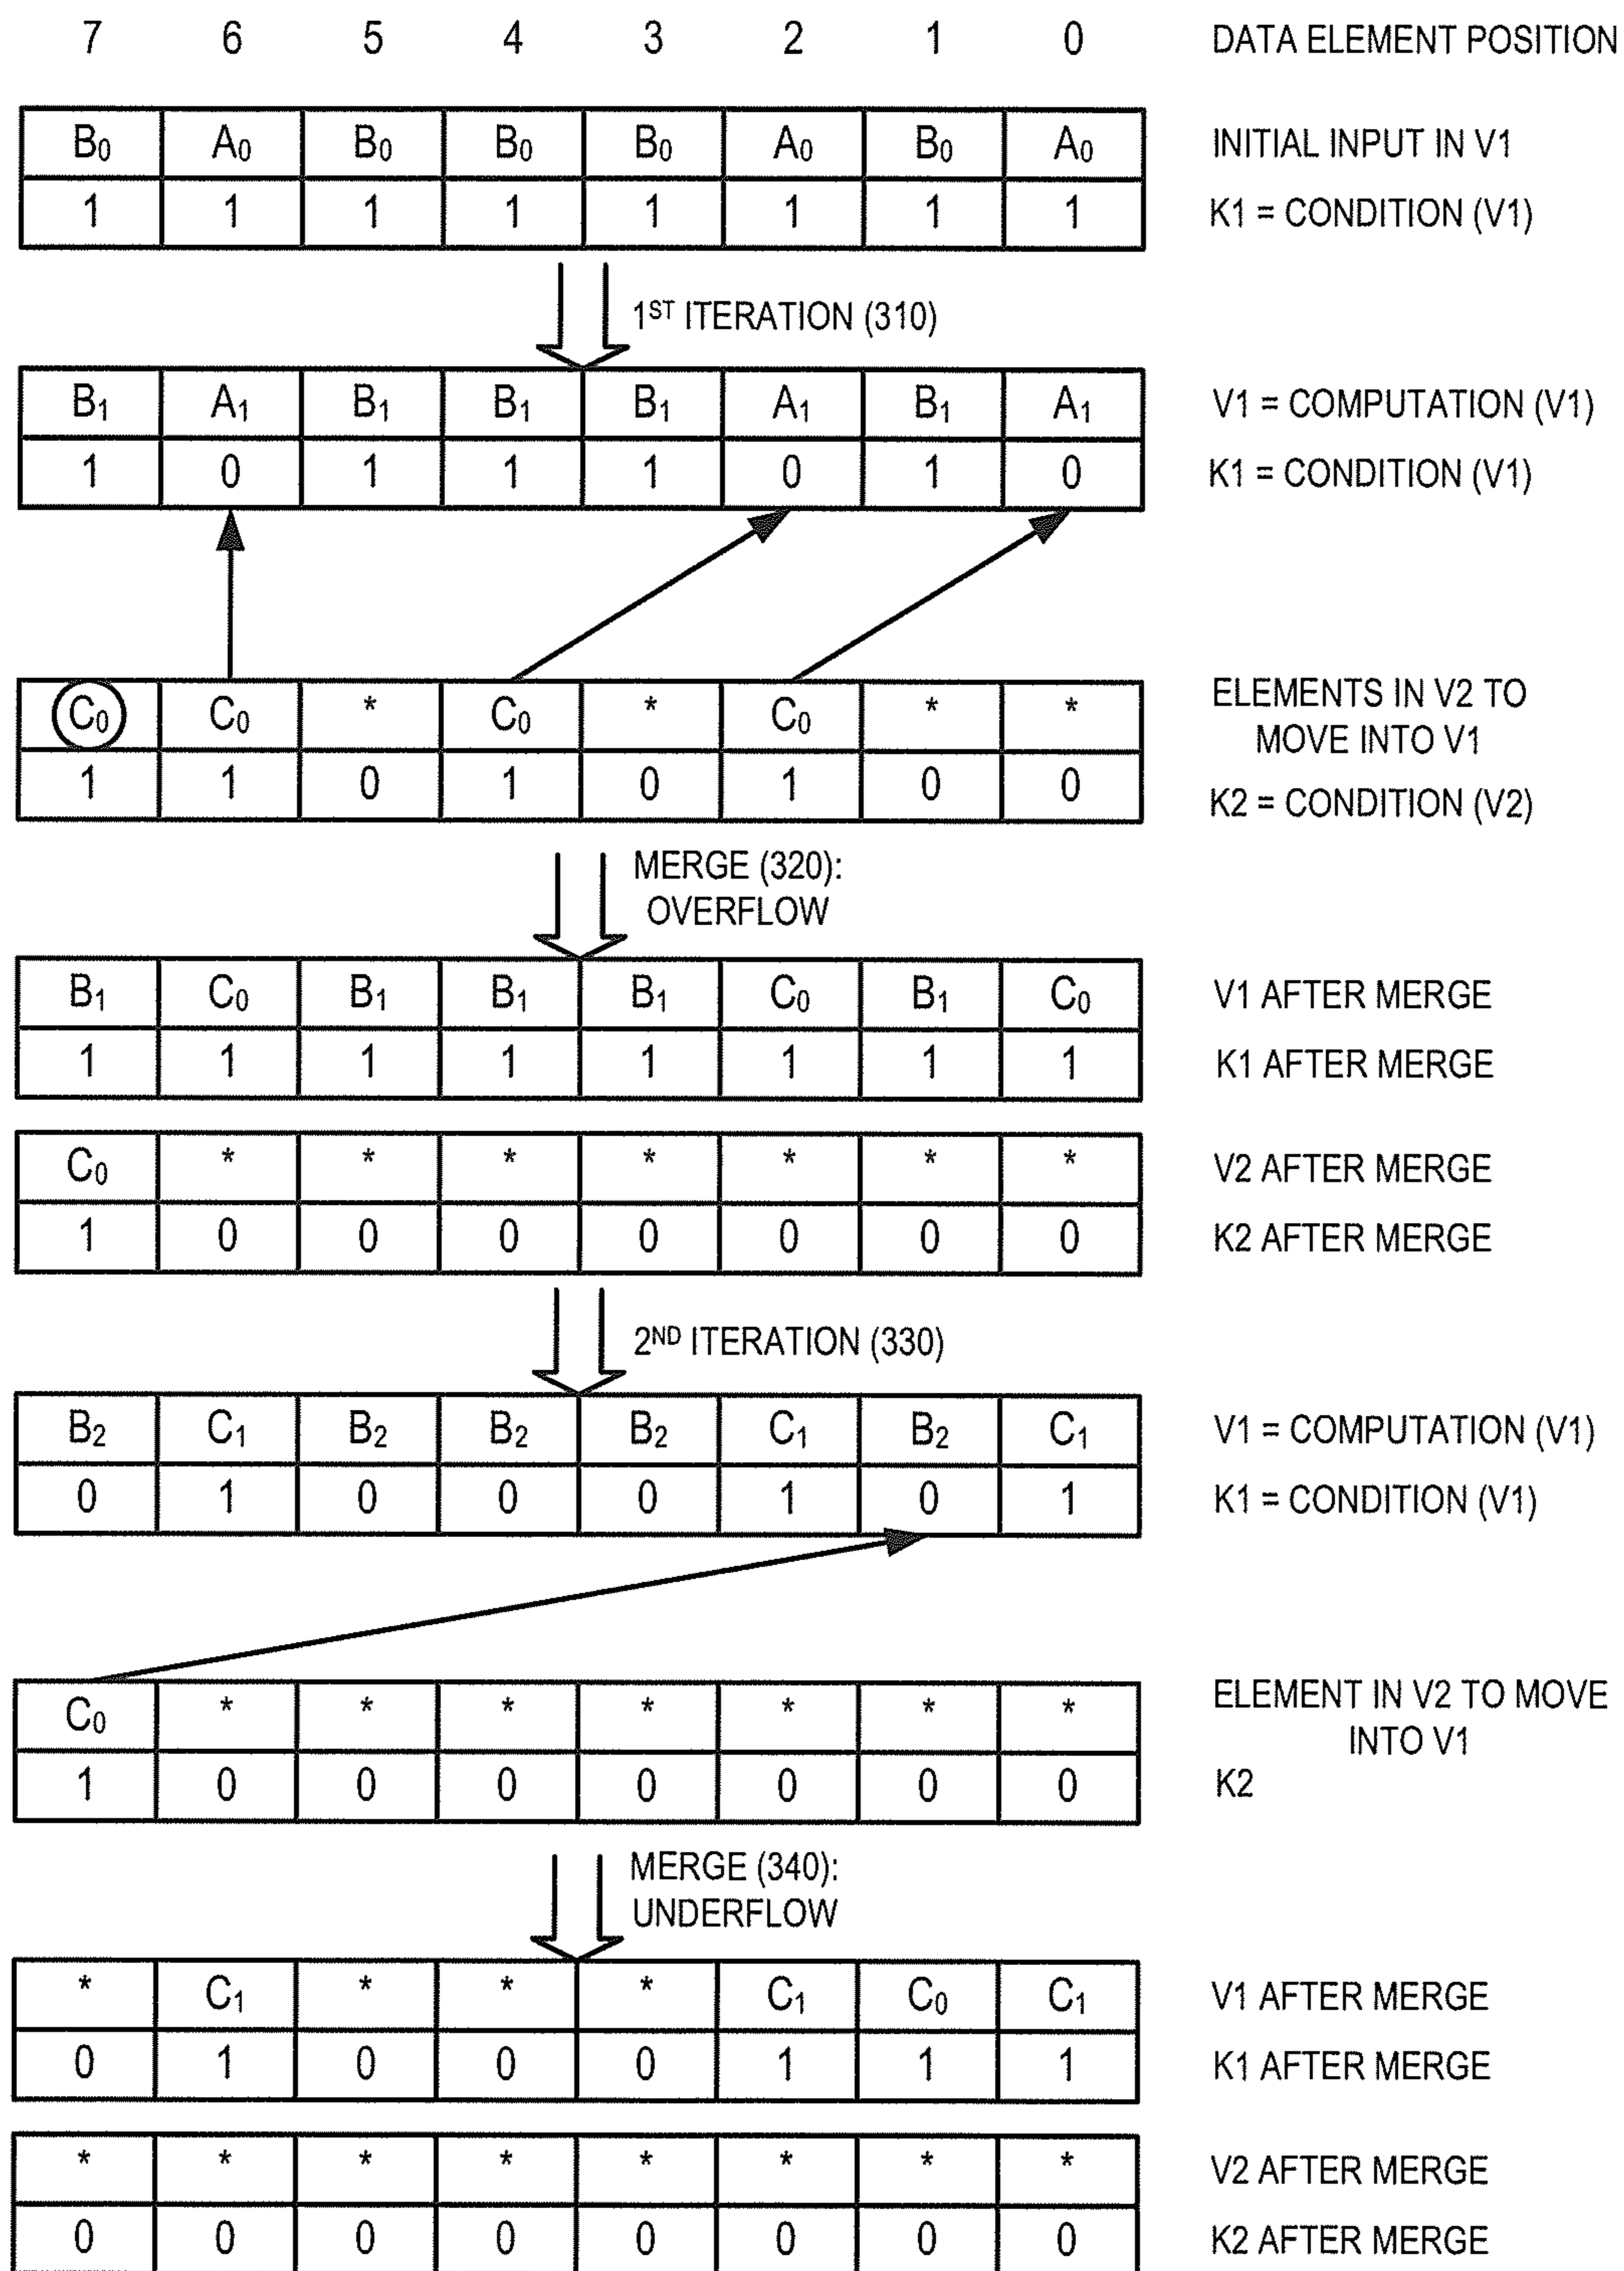 7 6 5 4 3 2 1 0 DATA ELEMENT POSITION
B₀ A₀ B₀ B₀ B₀ A₀ B₀ A₀ INITIAL INPUT IN V1
1 1 1 1 1 1 1 1 K1 = CONDITION (V1)
1ST ITERATION (310)
B₁ A₁ B₁ B₁ B₁ A₁ B₁ A₁ V1 = COMPUTATION (V1)
1 0 1 1 1 0 1 0 K1 = CONDITION (V1)
C₀ C₀ * C₀ * C₀ * * ELEMENTS IN V2 TO
MOVE INTO V1
1 1 0 1 0 1 0 0 K2 = CONDITION (V2)
MERGE (320):
OVERFLOW
B₁ C₀ B₁ B₁ B₁ C₀ B₁ C₀ V1 AFTER MERGE
1 1 1 1 1 1 1 1 K1 AFTER MERGE
C₀ * * * * * * * V2 AFTER MERGE
1 0 0 0 0 0 0 0 K2 AFTER MERGE
2ND ITERATION (330)
B₂ C₁ B₂ B₂ B₂ C₁ B₂ C₁ V1 = COMPUTATION (V1)
0 1 0 0 0 1 0 1 K1 = CONDITION (V1)
C₀ * * * * * * * ELEMENT IN V2 TO MOVE
INTO V1
1 0 0 0 0 0 0 0 K2
MERGE (340):
UNDERFLOW
* C₁ * * * C₁ C₀ C₁ V1 AFTER MERGE
0 1 0 0 0 1 1 1 K1 AFTER MERGE
* * * * * * * * V2 AFTER MERGE
0 0 0 0 0 0 0 0 K2 AFTER MERGE